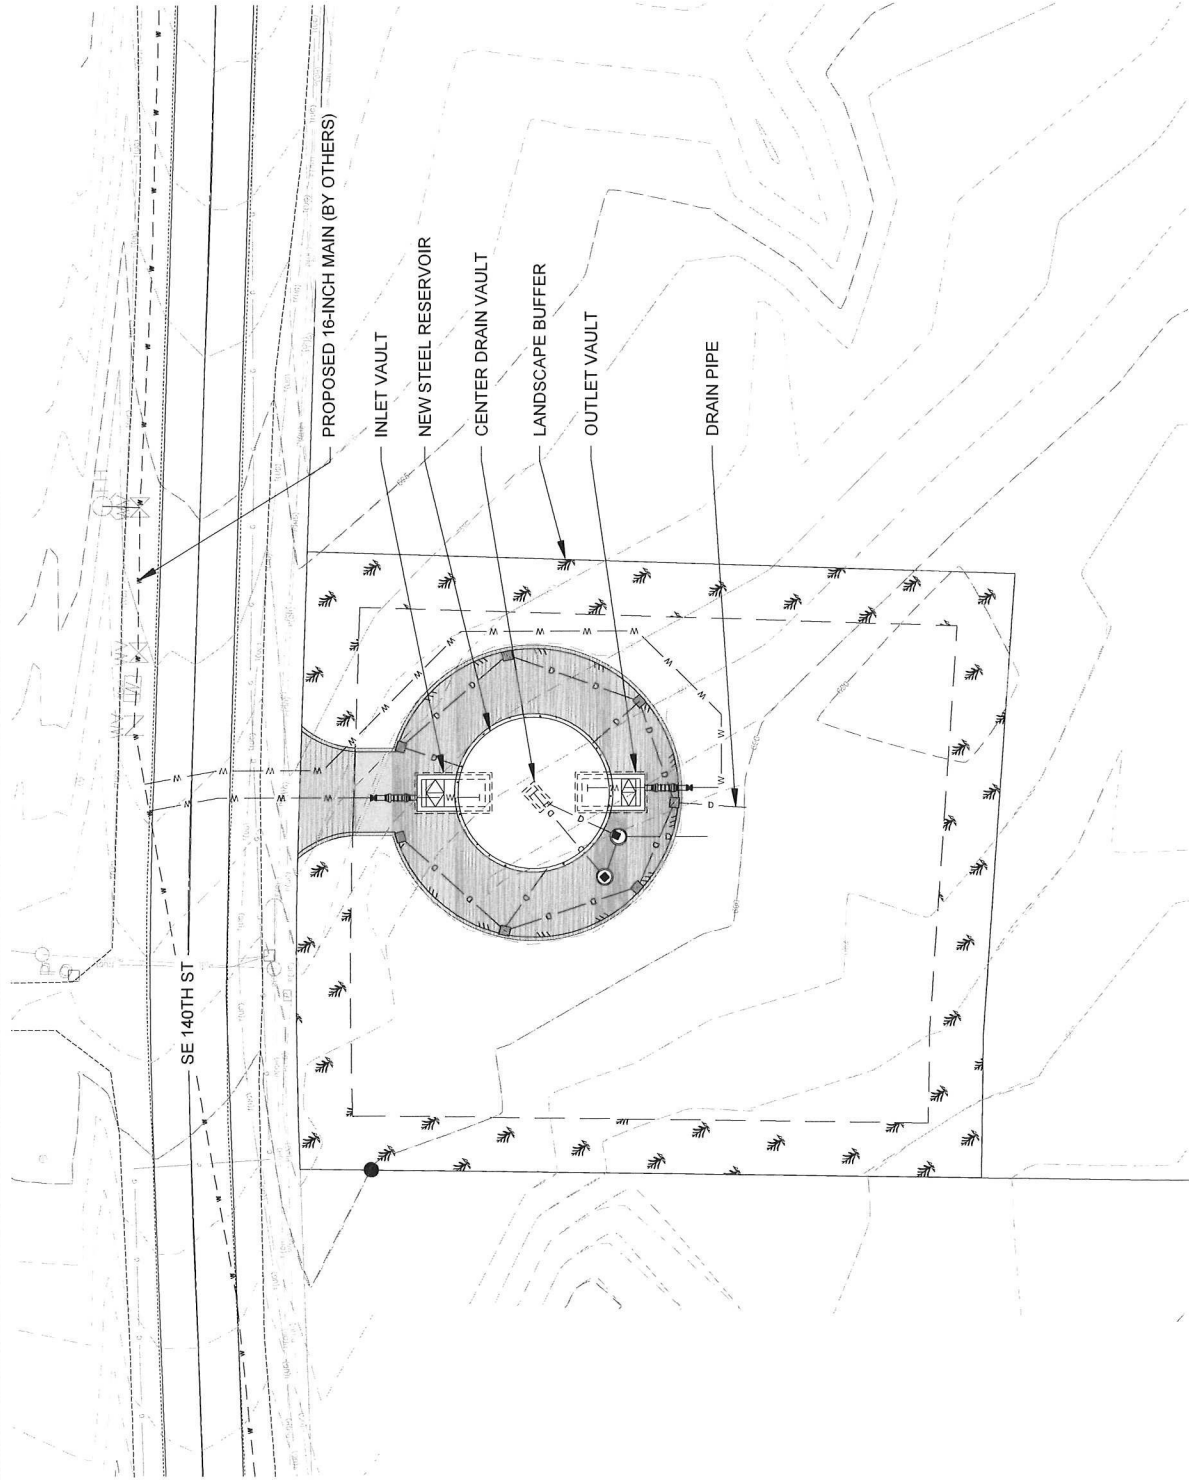 SE 140TH ST
PROPOSED 16-INCH MAIN (BY OTHERS)
INLET VAULT
NEW STEEL RESERVOIR
CENTER DRAIN VAULT
LANDSCAPE BUFFER
OUTLET VAULT
DRAIN PIPE